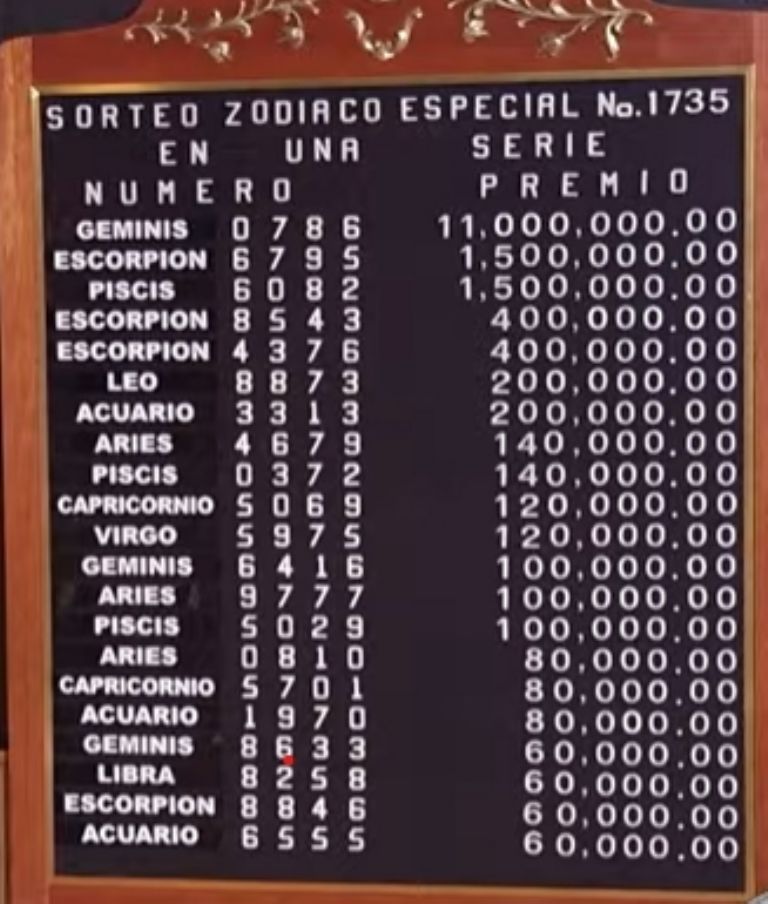 SORTEO ZODIACO ESPECIAL No.1735
EN UNA SERIE
NUMERO PREMIO
GEMINIS 0786 11,000,000.00
ESCORPION 6795 1,500,000.00
PISCIS 6082 1,500,000.00
ESCORPION 8543 400,000.00
ESCORPION 4376 400,000.00
LEO 8873 200,000.00
ACUARIO 3313 200,000.00
ARIES 4679 140,000.00
PISCIS 0372 140,000.00
CAPRICORNIO 5069 120,000.00
VIRGO 5975 120,000.00
GEMINIS 6416 100,000.00
ARIES 9777 100,000.00
PISCIS 5029 100,000.00
ARIES 0810 80,000.00
CAPRICORNIO 5701 80,000.00
ACUARIO 1970 80,000.00
GEMINIS 8633 60,000.00
LIBRA 8258 60,000.00
ESCORPION 8846 60,000.00
ACUARIO 6555 60,000.00